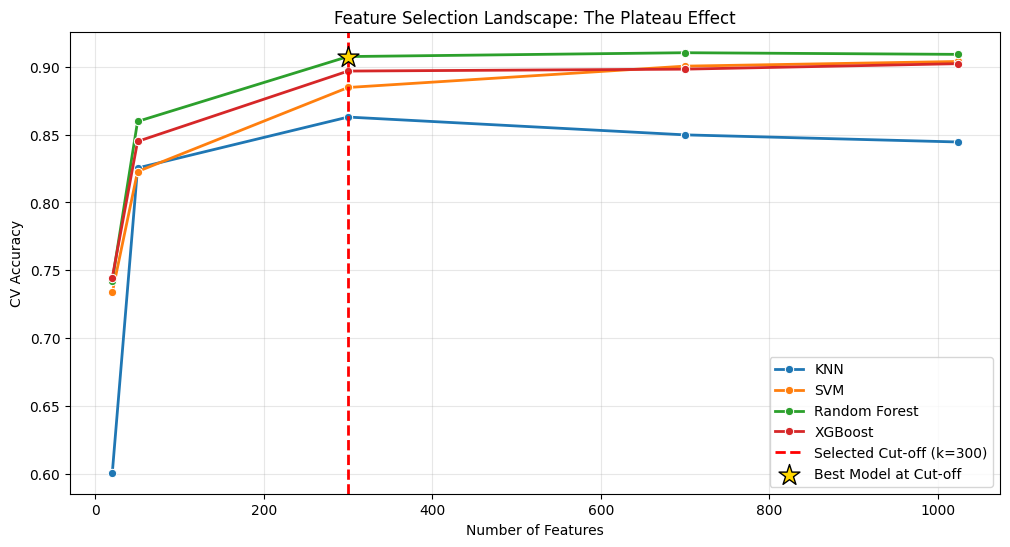 Feature Selection Landscape: The Plateau Effect
CV Accuracy
0.90
0.85
0.80
0.75
0.70
0.65
0.60
0
200
400
600
800
1000
Number of Features
KNN
SVM
Random Forest
XGBoost
Selected Cut-off (k=300)
Best Model at Cut-off